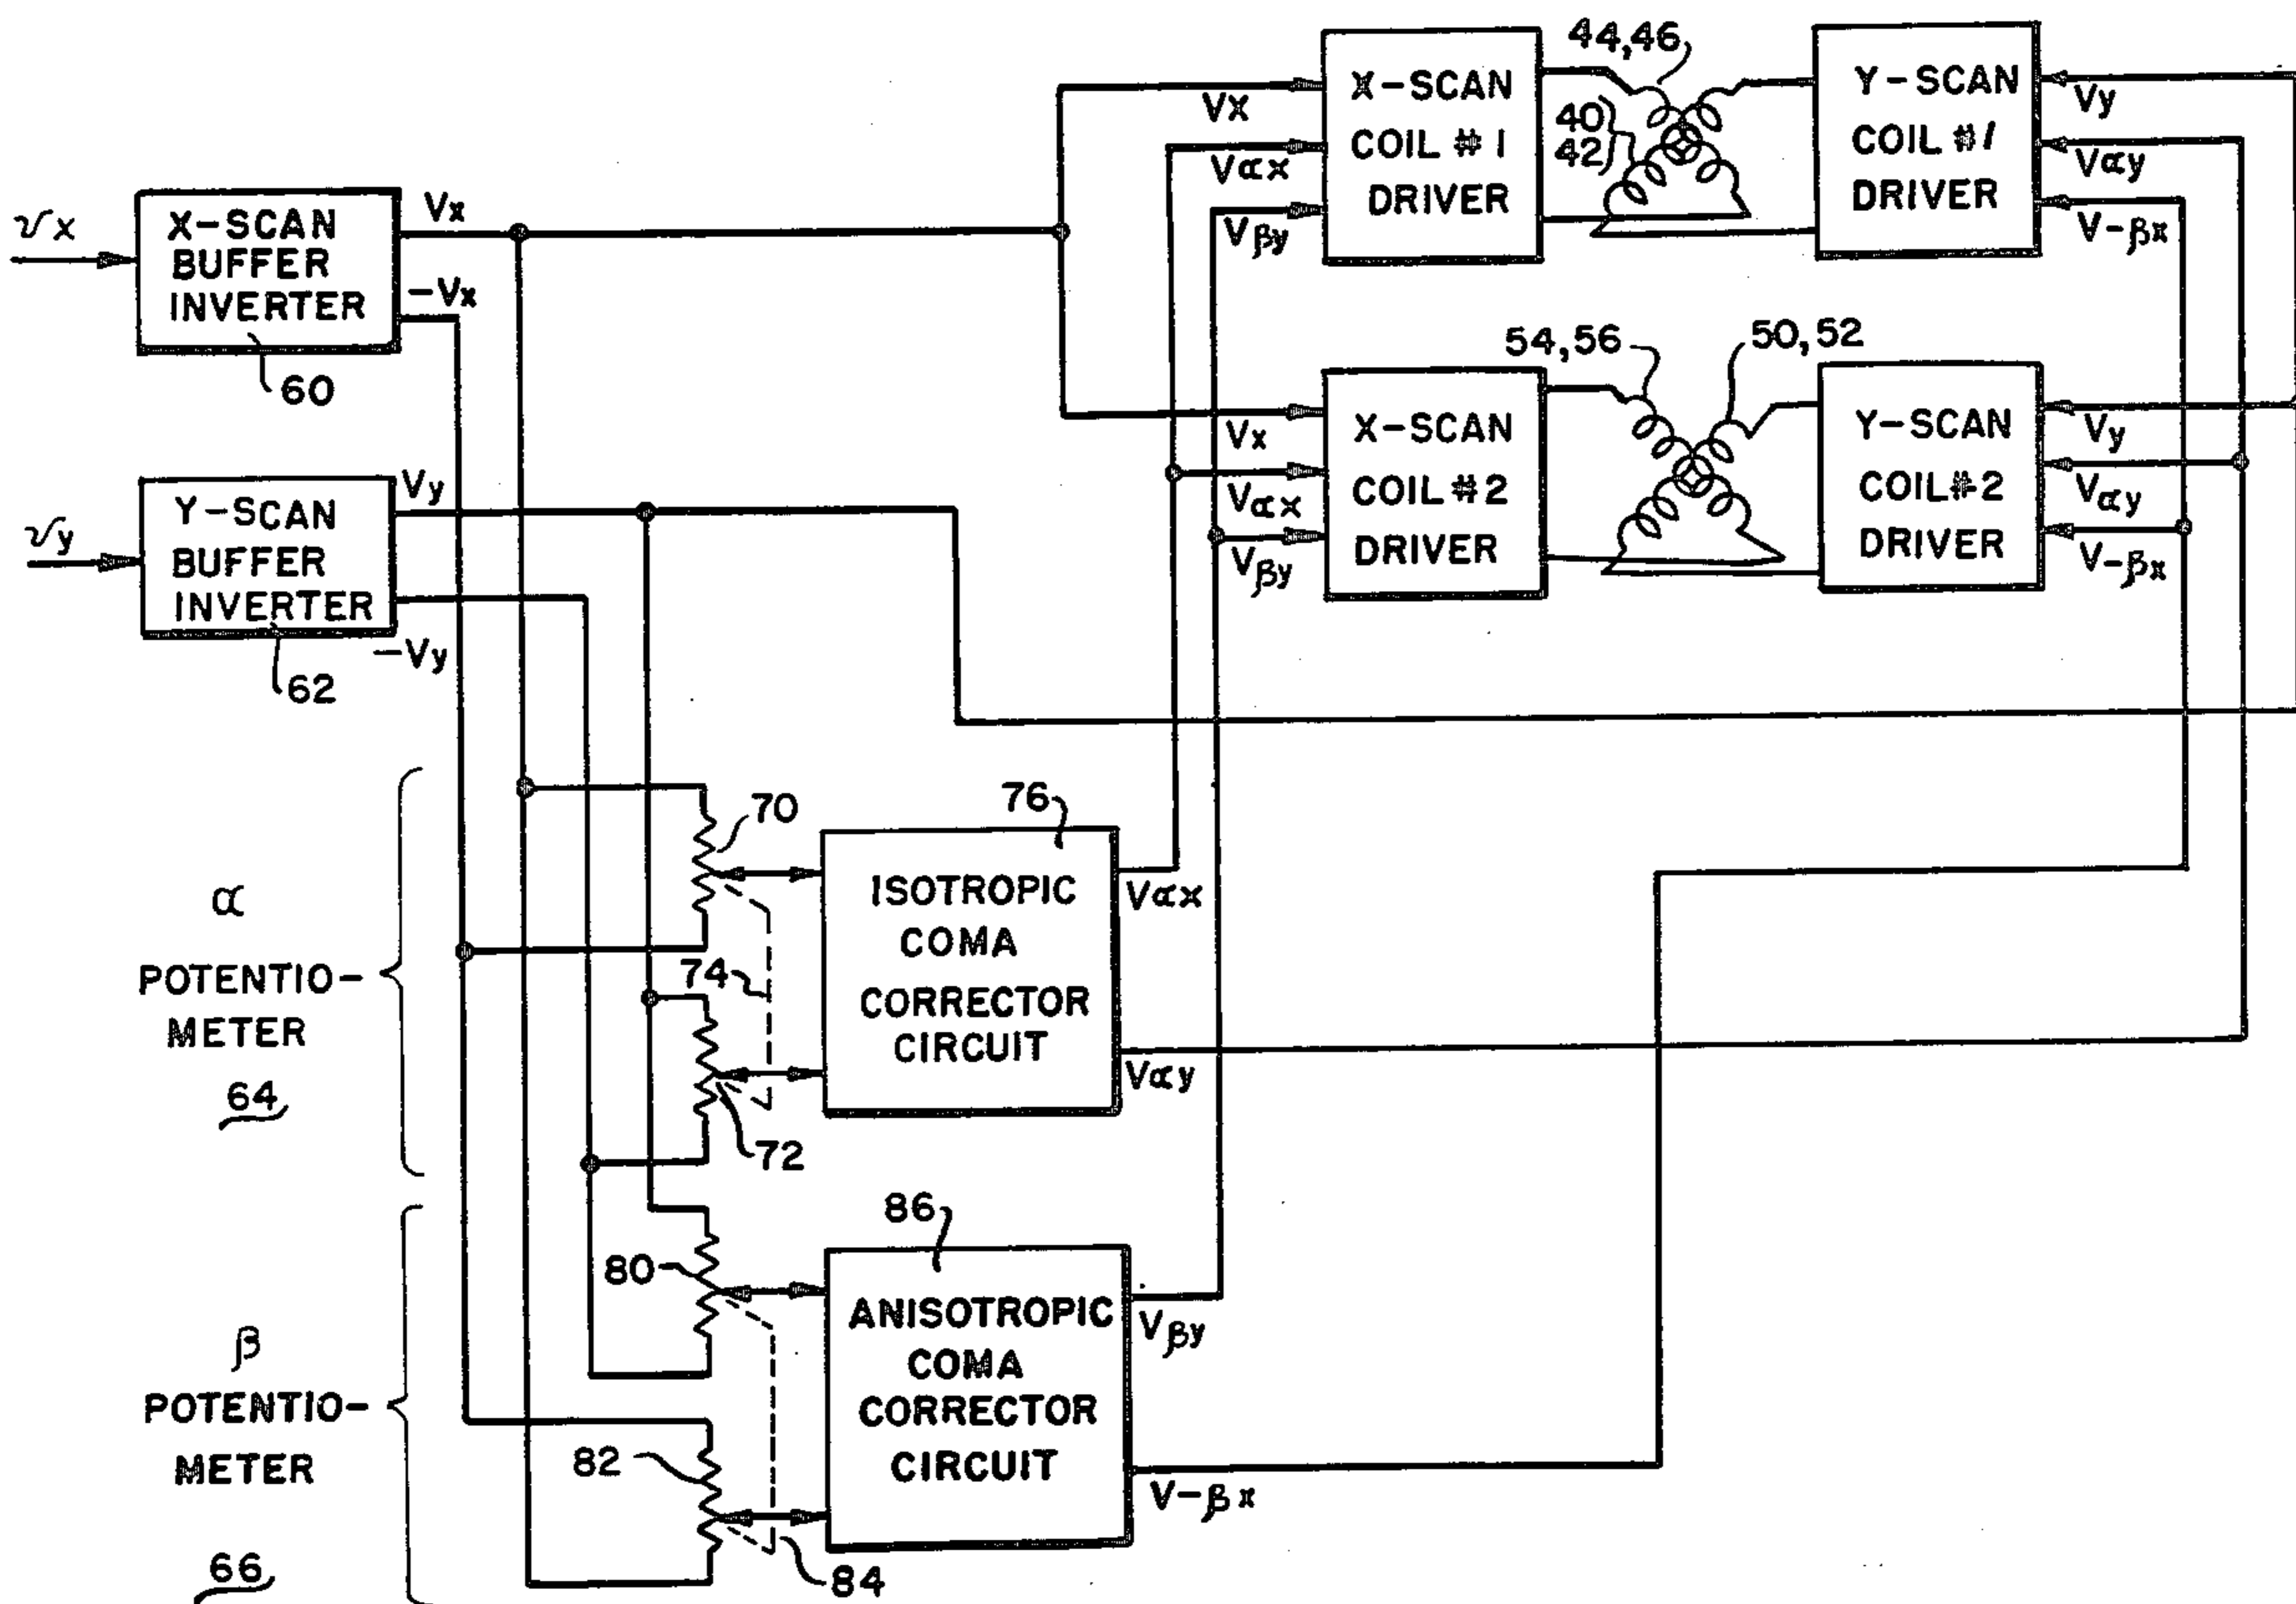 44,46
X-SCAN
COIL #1
DRIVER
Y-SCAN
COIL #1
DRIVER
40
42
VX
Vαx
Vβy
Vy
Vαy
V-βx
vx
X-SCAN
BUFFER
INVERTER
Vx
-Vx
60
54,56
50,52
X-SCAN
COIL #2
DRIVER
Y-SCAN
COIL #2
DRIVER
Vx
Vαx
Vβy
Vy
Vαy
V-βx
vy
Y-SCAN
BUFFER
INVERTER
Vy
-Vy
62
α
POTENTIO-
METER
64
70
74
72
76
ISOTROPIC
COMA
CORRECTOR
CIRCUIT
Vαx
Vαy
β
POTENTIO-
METER
66
80
82
84
86
ANISOTROPIC
COMA
CORRECTOR
CIRCUIT
Vβy
V-βx